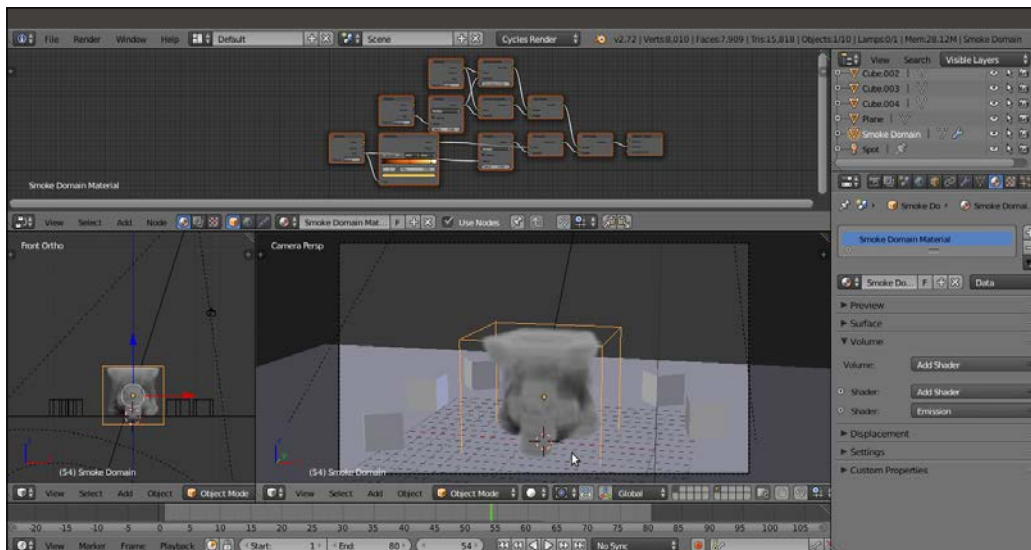 File Render Window Help Default Scene Cycles Render v2.72 | Verts:8,010 | Faces:7,909 | Tris:15,818 | Objects:1/10 | Lamps:0/1 | Mem:28.12M | Smoke Domain
View Search Visible Layers
Cube.002
Cube.003
Cube.004
Plane
Smoke Domain
Spot
Smoke Domain Material
View Select Add Node Smoke Domain Mat... F Use Nodes
Smoke Do Smoke Domai
Smoke Domain Material
Smoke Do... F Data
Preview
Surface
Volume
Volume: Add Shader
Shader: Add Shader
Shader: Emission
Displacement
Settings
Custom Properties
Front Ortho
(54) Smoke Domain
Camera Persp
(54) Smoke Domain
View Select Add Object Object Mode
View Select Add Object Object Mode Global
-20 -15 -10 -5 0 5 10 15 20 25 30 35 40 45 50 55 60 65 70 75 80 85 90 95 100 105
View Marker Frame Playback Start: 1 End: 80 54 No Sync